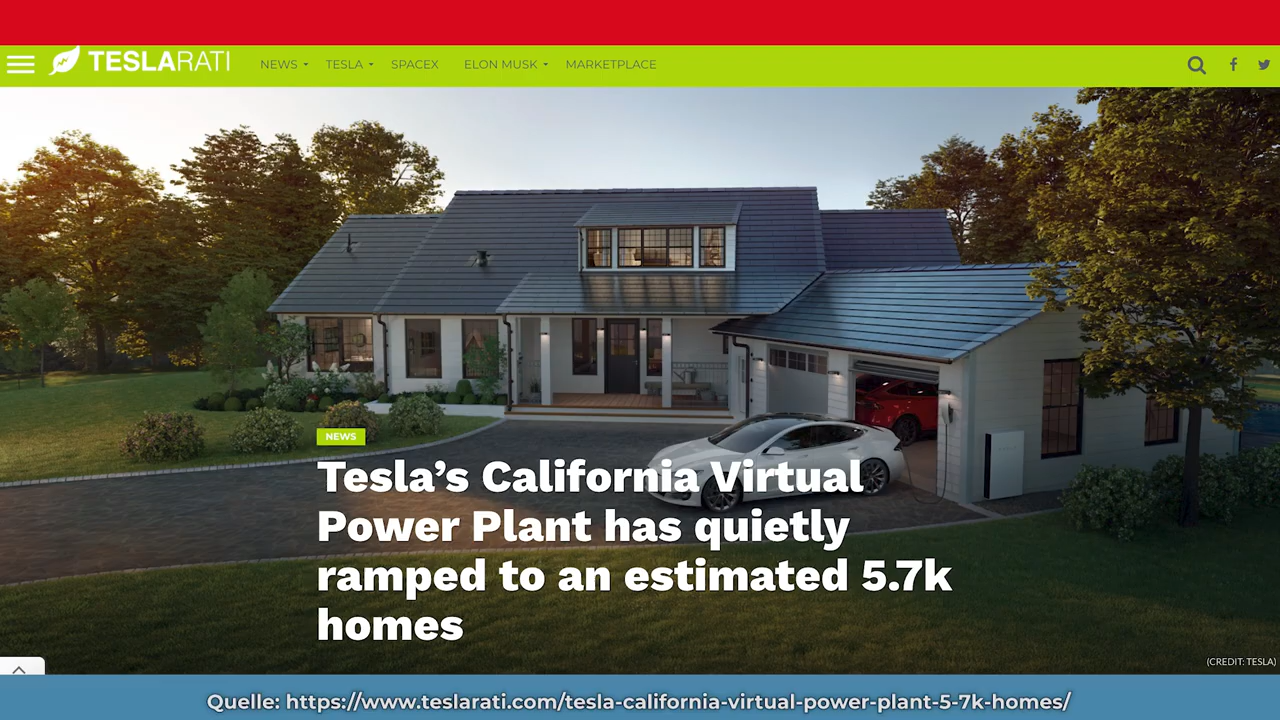 TESLARATI NEWS TESLA SPACEX ELON MUSK MARKETPLACE
NEWS
Tesla's California Virtual
Power Plant has quietly
ramped to an estimated 5.7k
homes
(CREDIT: TESLA)
Quelle: https://www.teslarati.com/tesla-california-virtual-power-plant-5-7k-homes/